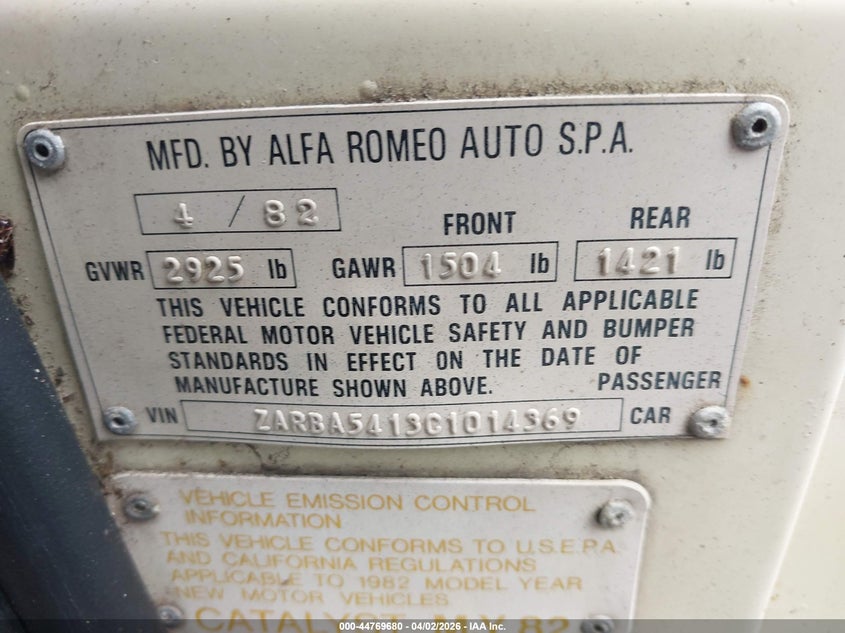 MFD. BY ALFA ROMEO AUTO S.P.A.
4 / 82
FRONT REAR
GVWR 2925 lb GAWR 1504 lb 1421 lb
THIS VEHICLE CONFORMS TO ALL APPLICABLE
FEDERAL MOTOR VEHICLE SAFETY AND BUMPER
STANDARDS IN EFFECT ON THE DATE OF
MANUFACTURE SHOWN ABOVE. PASSENGER
VIN ZARBA5413C1014369 CAR
VEHICLE EMISSION CONTROL
INFORMATION
THIS VEHICLE CONFORMS TO U.S.E.P.A.
AND CALIFORNIA REGULATIONS
APPLICABLE TO 1982 MODEL YEAR
NEW MOTOR VEHICLES
CATALYST 82
000-44769680 - 04/02/2026 - IAA Inc.